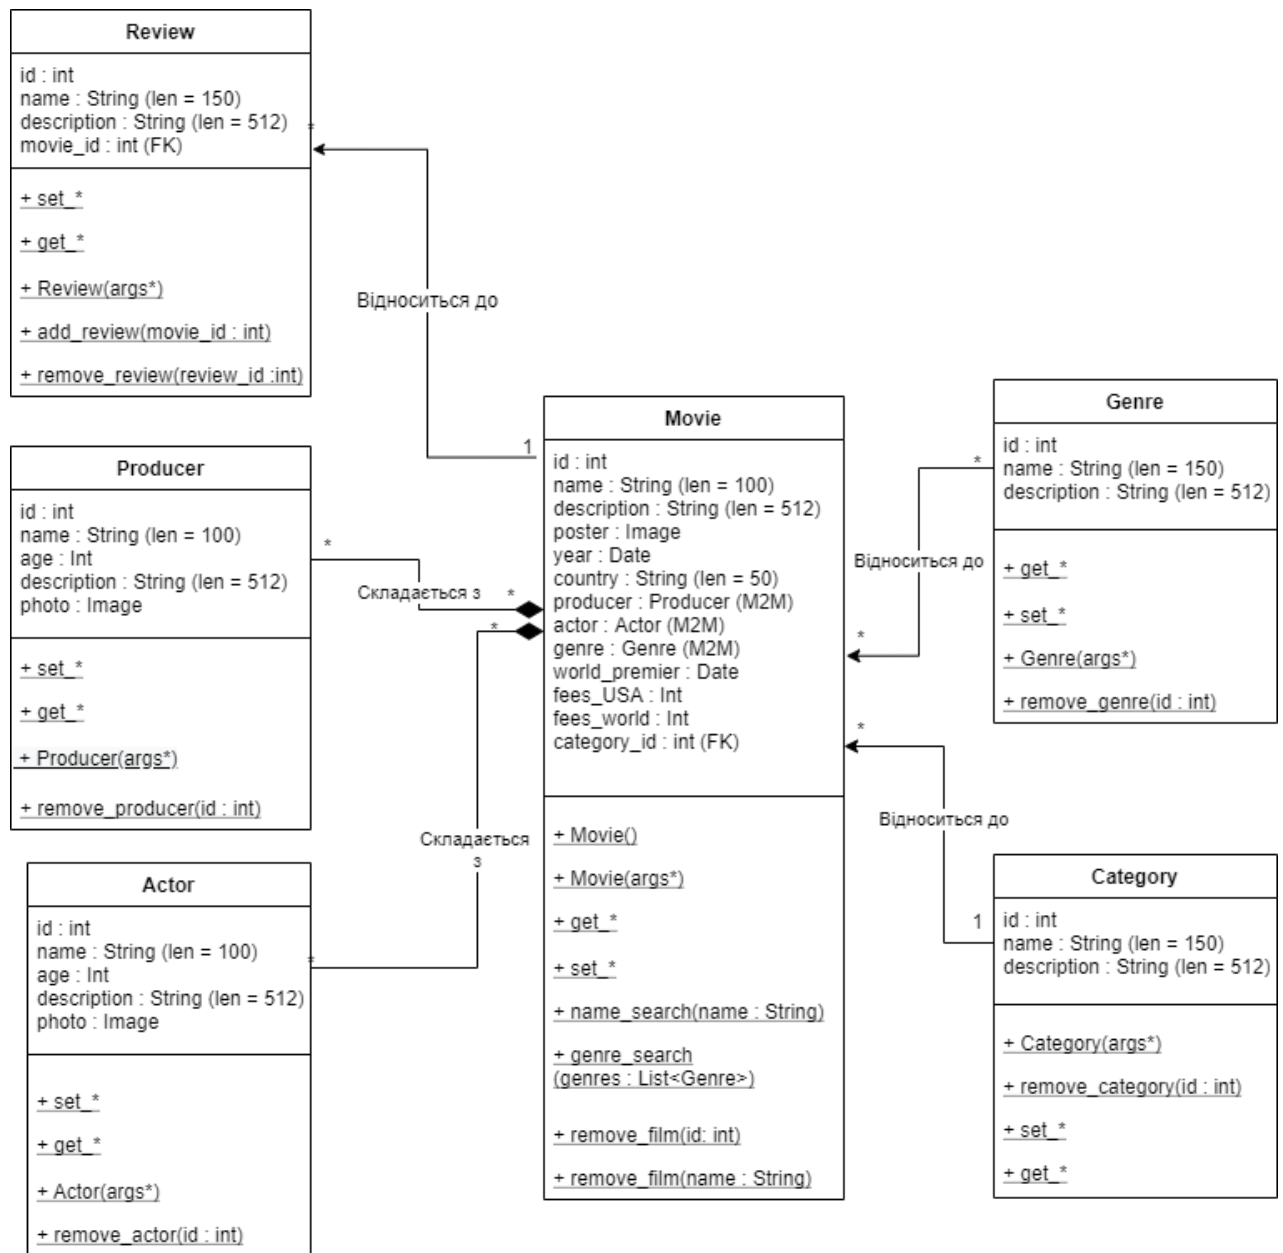 Review
id : int
name : String (len = 150)
description : String (len = 512)
movie_id : int (FK)
+ set_*
+ get_*
+ Review(args*)
+ add_review(movie_id : int)
+ remove_review(review_id :int)
*
Відноситься до
1
Producer
id : int
name : String (len = 100)
age : Int
description : String (len = 512)
photo : Image
+ set_*
+ get_*
+ Producer(args*)
+ remove_producer(id : int)
*
Складається з
*
Actor
id : int
name : String (len = 100)
age : Int
description : String (len = 512)
photo : Image
+ set_*
+ get_*
+ Actor(args*)
+ remove_actor(id : int)
*
Складається
з
*
Movie
id : int
name : String (len = 100)
description : String (len = 512)
poster : Image
year : Date
country : String (len = 50)
producer : Producer (M2M)
actor : Actor (M2M)
genre : Genre (M2M)
world_premier : Date
fees_USA : Int
fees_world : Int
category_id : int (FK)
+ Movie()
+ Movie(args*)
+ get_*
+ set_*
+ name_search(name : String)
+ genre_search
(genres : List<Genre>)
+ remove_film(id: int)
+ remove_film(name : String)
*
Відноситься до
*
Genre
id : int
name : String (len = 150)
description : String (len = 512)
+ get_*
+ set_*
+ Genre(args*)
+ remove_genre(id : int)
*
Відноситься до
1
Category
id : int
name : String (len = 150)
description : String (len = 512)
+ Category(args*)
+ remove_category(id : int)
+ set_*
+ get_*